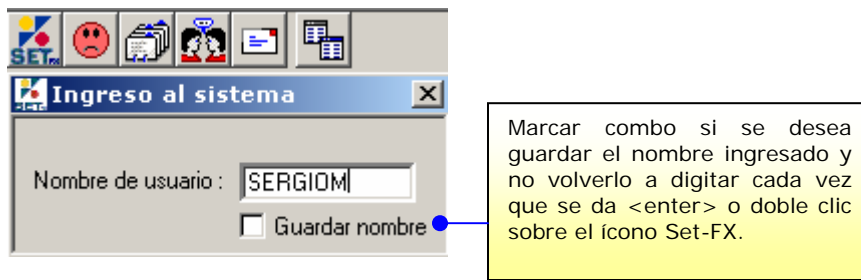 SET
Ingreso al sistema
Nombre de usuario :
SERGIOM
Guardar nombre
Marcar combo si se desea
guardar el nombre ingresado y
no volverlo a digitar cada vez
que se da <enter> o doble clic
sobre el ícono Set-FX.